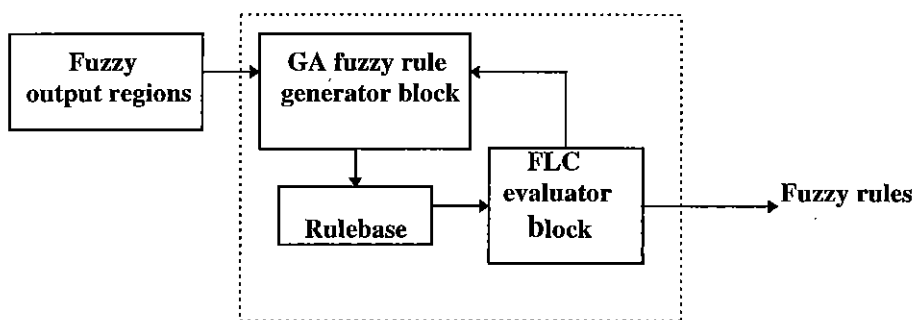 Fuzzy
output regions
GA fuzzy rule
generator block
Rulebase
FLC
evaluator
block
Fuzzy rules